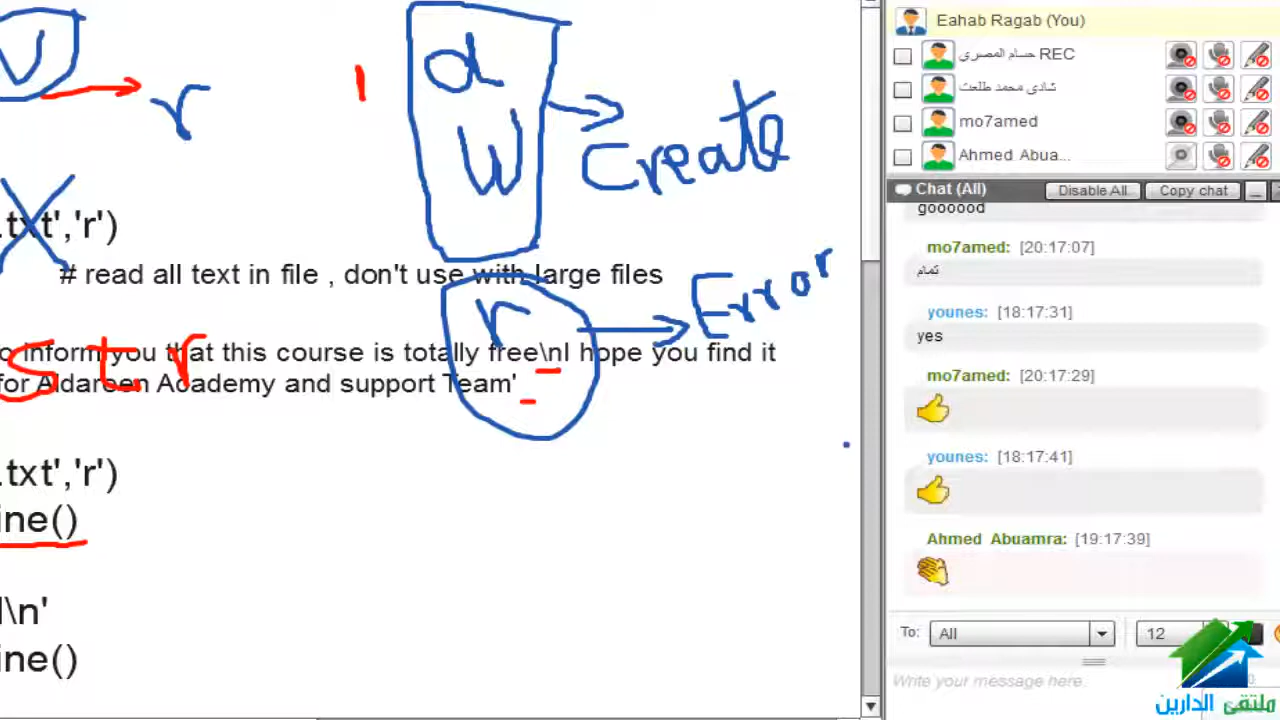 r
a
W
Create
.txt','r')
# read all text in file , don't use with large files
r
Error
o inform you that this course is totally free\nI hope you find it
for Aldareen Academy and support Team'
str
.txt','r')
ine()
l\n'
ine()
Eahab Ragab (You)
حسام المصري REC
شادى محمد طلعت
mo7amed
Ahmed Abua...
Chat (All)
Disable All
Copy chat
goooood
mo7amed: [20:17:07]
تمام
younes: [18:17:31]
yes
mo7amed: [20:17:29]
younes: [18:17:41]
Ahmed Abuamra: [19:17:39]
To: All 12
Write your message here.
ملتقى الدارين